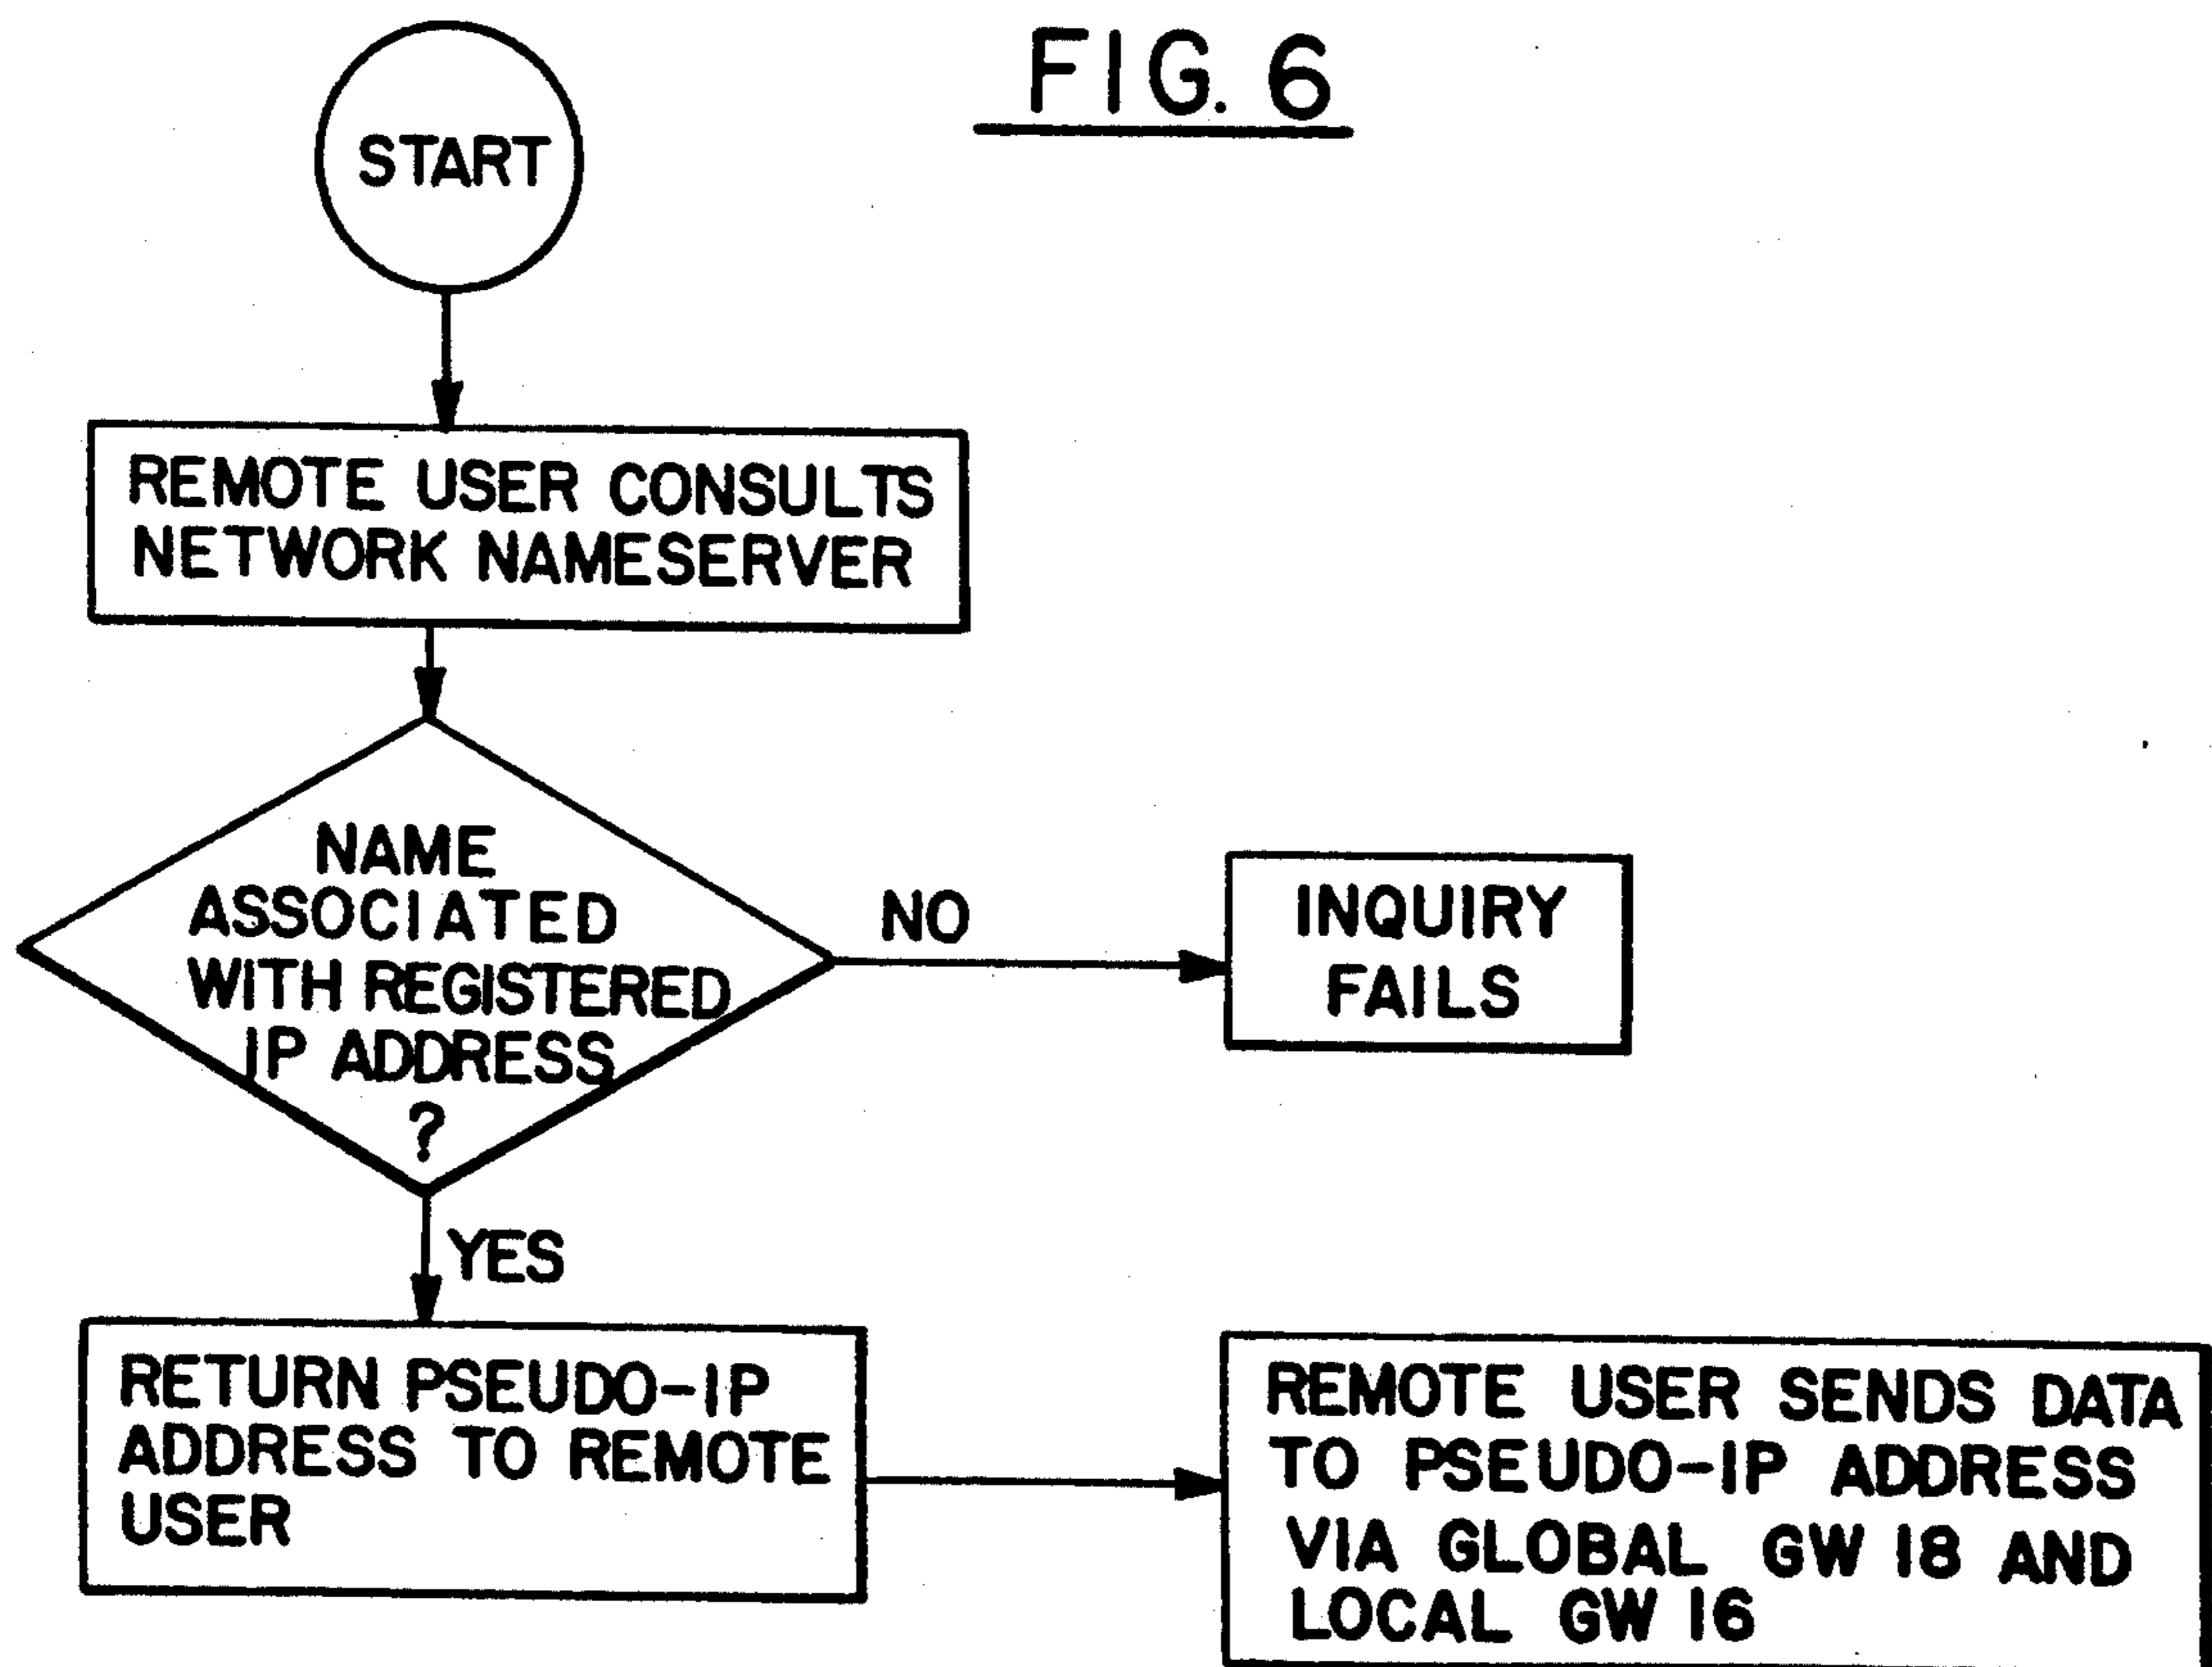 FIG. 6
START
REMOTE USER CONSULTS
NETWORK NAMESERVER
NAME
ASSOCIATED
WITH REGISTERED
IP ADDRESS
?
NO
INQUIRY
FAILS
YES
RETURN PSEUDO-IP
ADDRESS TO REMOTE
USER
REMOTE USER SENDS DATA
TO PSEUDO-IP ADDRESS
VIA GLOBAL GW 18 AND
LOCAL GW 16